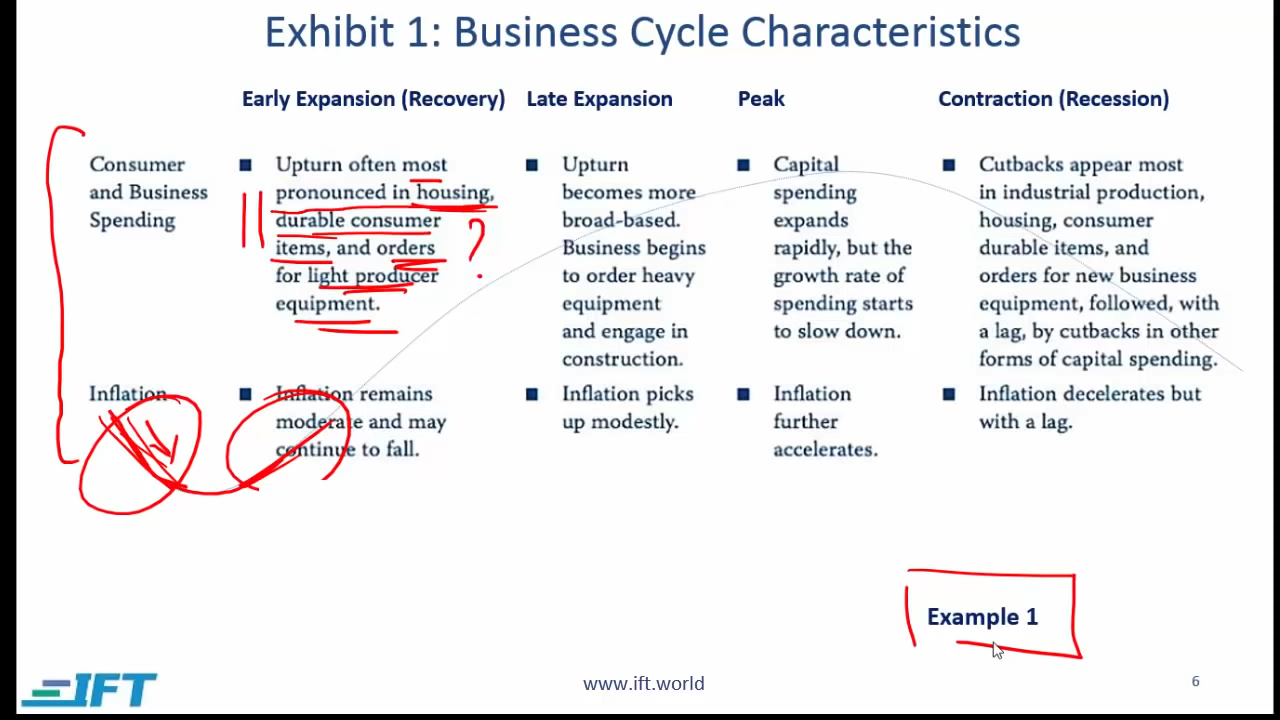 Exhibit 1: Business Cycle Characteristics
Early Expansion (Recovery)
Late Expansion
Peak
Contraction (Recession)
Consumer
and Business
Spending
Upturn often most
pronounced in housing,
durable consumer
items, and orders
for light producer
equipment.
?
Upturn
becomes more
broad-based.
Business begins
to order heavy
equipment
and engage in
construction.
Capital
spending
expands
rapidly, but the
growth rate of
spending starts
to slow down.
Cutbacks appear most
in industrial production,
housing, consumer
durable items, and
orders for new business
equipment, followed, with
a lag, by cutbacks in other
forms of capital spending.
Inflation
Inflation remains
moderate and may
continue to fall.
Inflation picks
up modestly.
Inflation
further
accelerates.
Inflation decelerates but
with a lag.
Example 1
IFT
www.ift.world
6